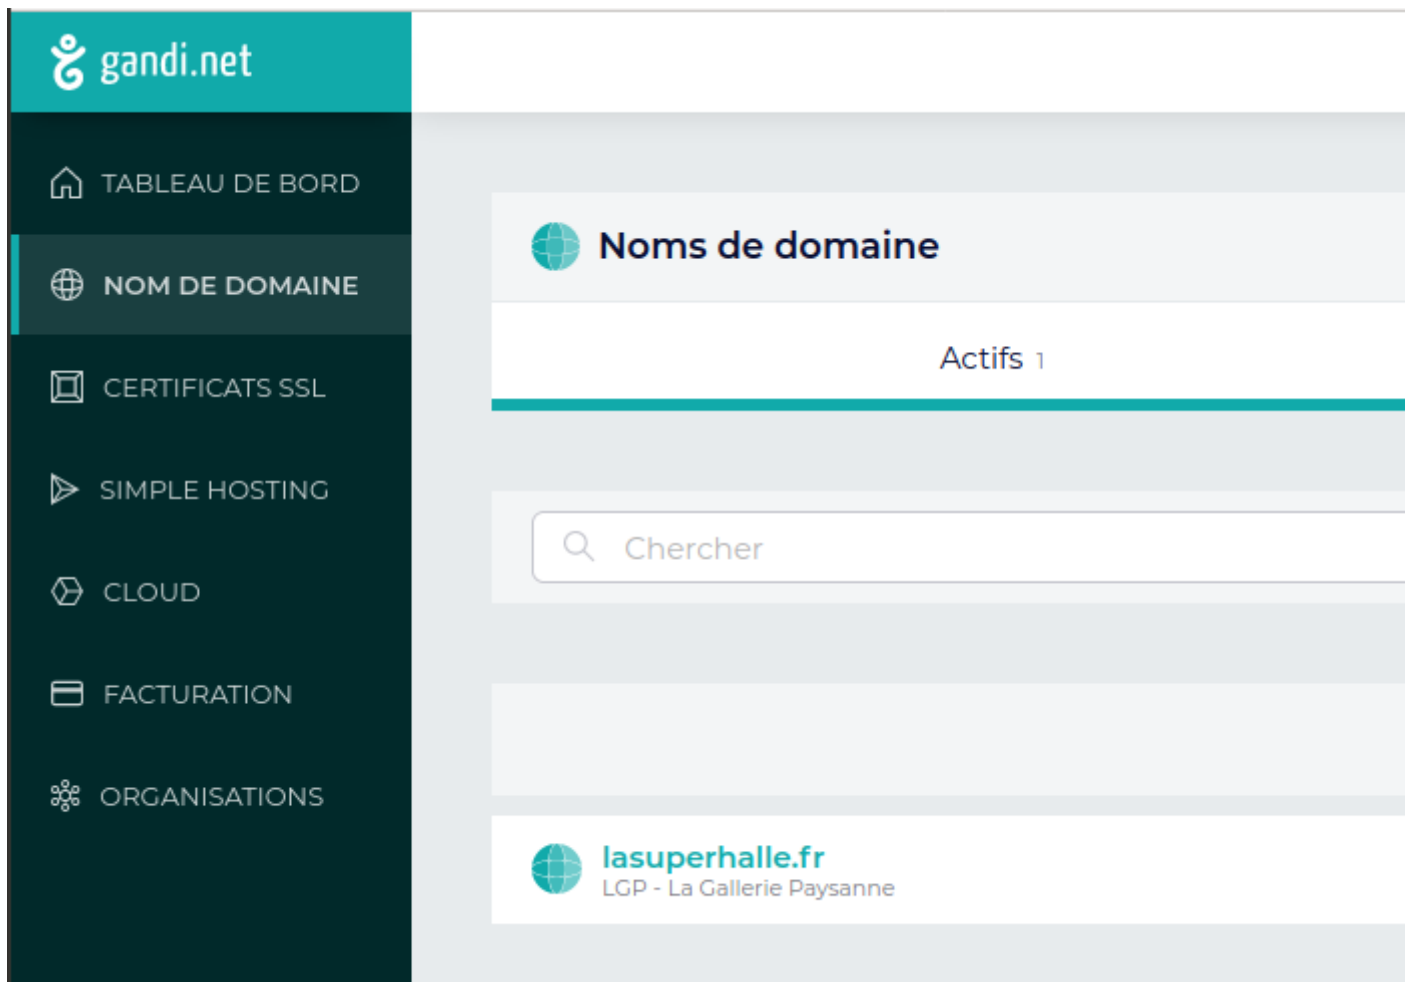 gandi.net
TABLEAU DE BORD
NOM DE DOMAINE
CERTIFICATS SSL
SIMPLE HOSTING
CLOUD
FACTURATION
ORGANISATIONS
Noms de domaine
Actifs 1
Chercher
lasuperhalle.fr
LGP - La Gallerie Paysanne